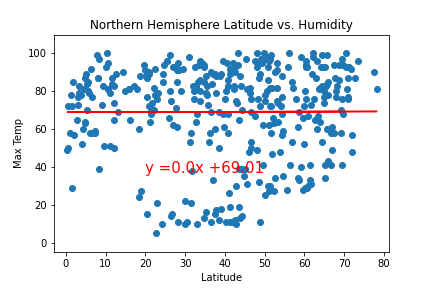 Northern Hemisphere Latitude vs. Humidity
100
80
60
40
20
0
Max Temp
y =0.0x +69.01
0 10 20 30 40 50 60 70 80
Latitude